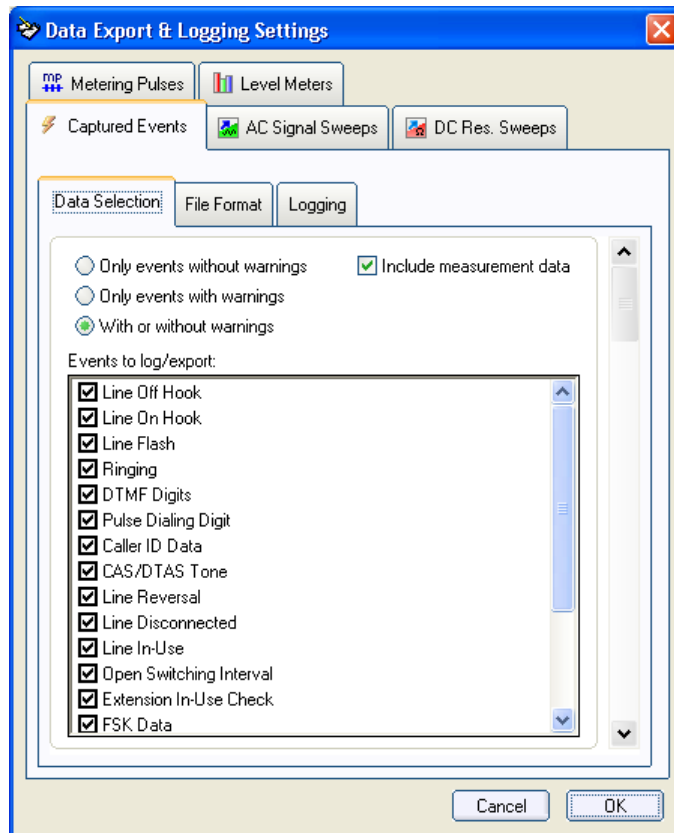 Data Export & Logging Settings
mp Metering Pulses Level Meters
Captured Events AC Signal Sweeps DC Res. Sweeps
Data Selection File Format Logging
Only events without warnings Include measurement data
Only events with warnings
With or without warnings
Events to log/export:
Line Off Hook
Line On Hook
Line Flash
Ringing
DTMF Digits
Pulse Dialing Digit
Caller ID Data
CAS/DTAS Tone
Line Reversal
Line Disconnected
Line In-Use
Open Switching Interval
Extension In-Use Check
FSK Data
Cancel OK